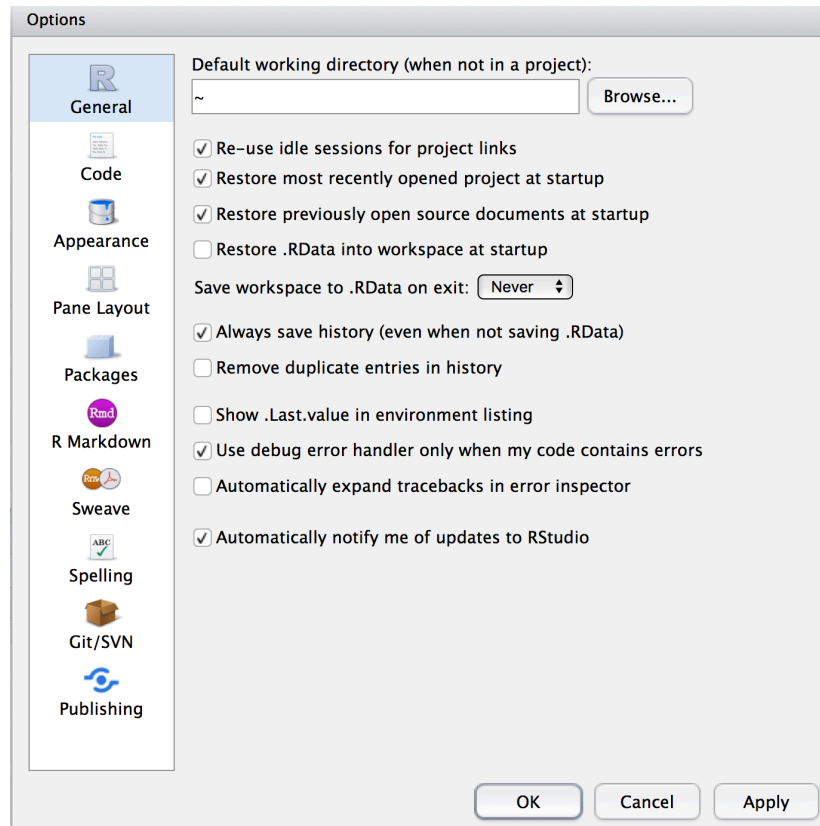 Options
R
General
Code
Appearance
Pane Layout
Packages
Rmd
R Markdown
Sweave
ABC
Spelling
Git/SVN
Publishing
Default working directory (when not in a project):
~
Browse...
Re-use idle sessions for project links
Restore most recently opened project at startup
Restore previously open source documents at startup
Restore .RData into workspace at startup
Save workspace to .RData on exit: Never
Always save history (even when not saving .RData)
Remove duplicate entries in history
Show .Last.value in environment listing
Use debug error handler only when my code contains errors
Automatically expand tracebacks in error inspector
Automatically notify me of updates to RStudio
OK Cancel Apply